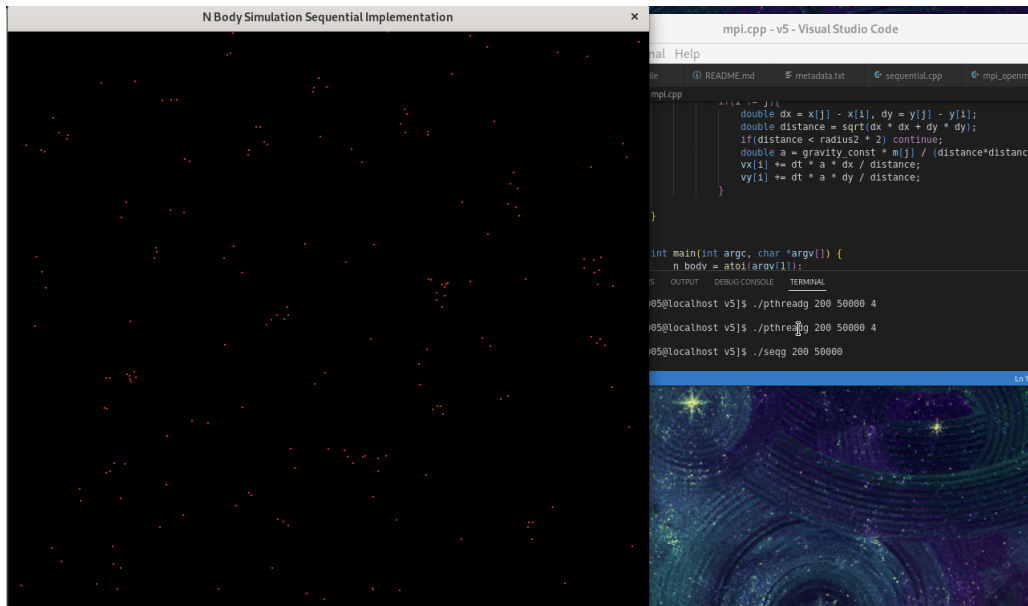 N Body Simulation Sequential Implementation ×
mpi.cpp - v5 - Visual Studio Code
nal Help
ile README.md metadata.txt sequential.cpp mpi_openm
mpi.cpp
if(i != j){
double dx = x[j] - x[i], dy = y[j] - y[i];
double distance = sqrt(dx * dx + dy * dy);
if(distance < radius2 * 2) continue;
double a = gravity_const * m[j] / (distance*distanc
vx[i] += dt * a * dx / distance;
vy[i] += dt * a * dy / distance;
}
}
int main(int argc, char *argv[]) {
n_body = atoi(argv[1]);
S OUTPUT DEBUG CONSOLE TERMINAL
005@localhost v5]$ ./pthreadg 200 50000 4
005@localhost v5]$ ./pthreadg 200 50000 4
005@localhost v5]$ ./seqg 200 50000